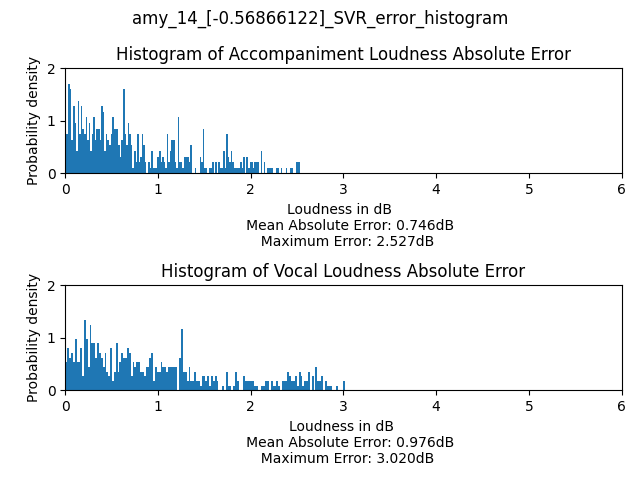 amy_14_[-0.56866122]_SVR_error_histogram
Histogram of Accompaniment Loudness Absolute Error
Probability density
2
1
0
0 1 2 3 4 5 6
Loudness in dB
Mean Absolute Error: 0.746dB
Maximum Error: 2.527dB
Histogram of Vocal Loudness Absolute Error
Probability density
2
1
0
0 1 2 3 4 5 6
Loudness in dB
Mean Absolute Error: 0.976dB
Maximum Error: 3.020dB